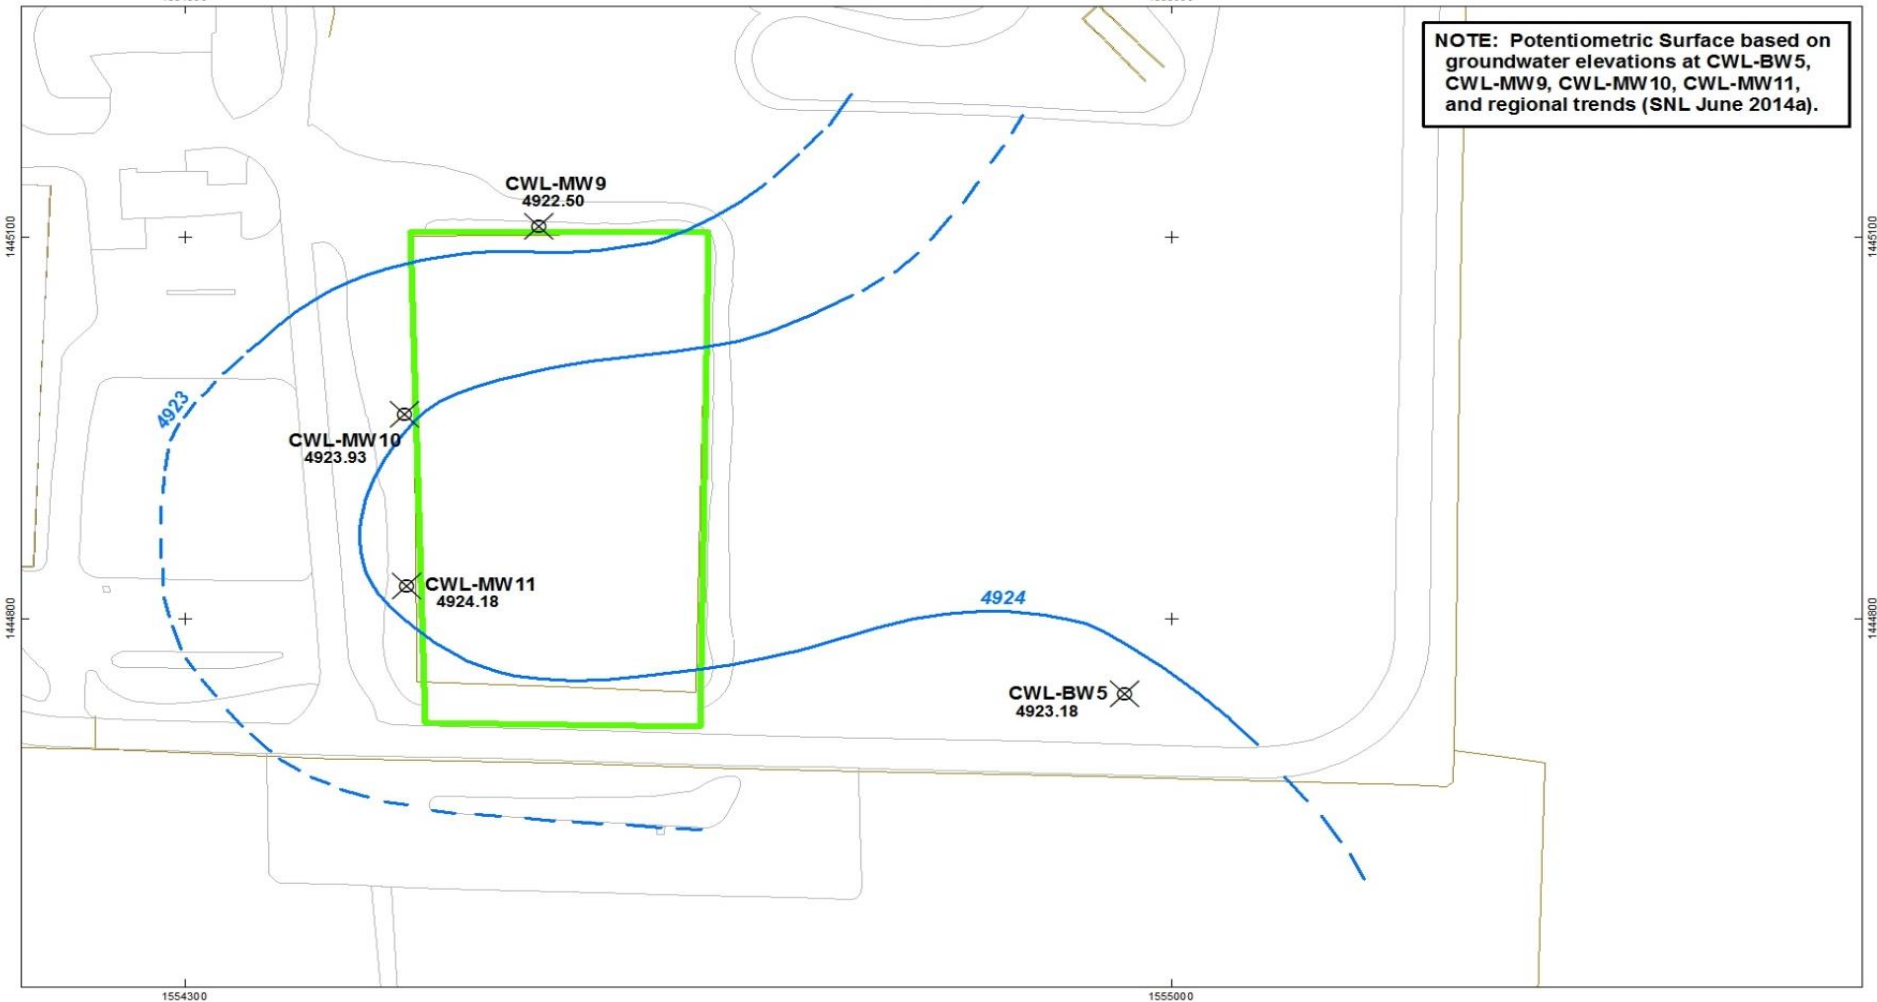 NOTE: Potentiometric Surface based on
groundwater elevations at CWL-BW5,
CWL-MW9, CWL-MW10, CWL-MW11,
and regional trends (SNL June 2014a).
CWL-MW9
4922.50
1445100
1445100
4923
CWL-MW10
4923.93
CWL-MW11
4924.18
4924
1444800
1444800
CWL-BW5
4923.18
1554300
1555000